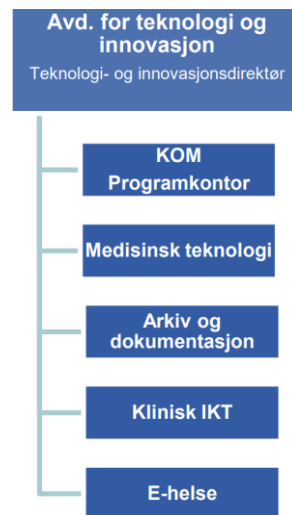 Avd. for teknologi og
innovasjon
Teknologi- og innovasjonsdirektør
KOM
Programkontor
Medisinsk teknologi
Arkiv og
dokumentasjon
Klinisk IKT
E-helse